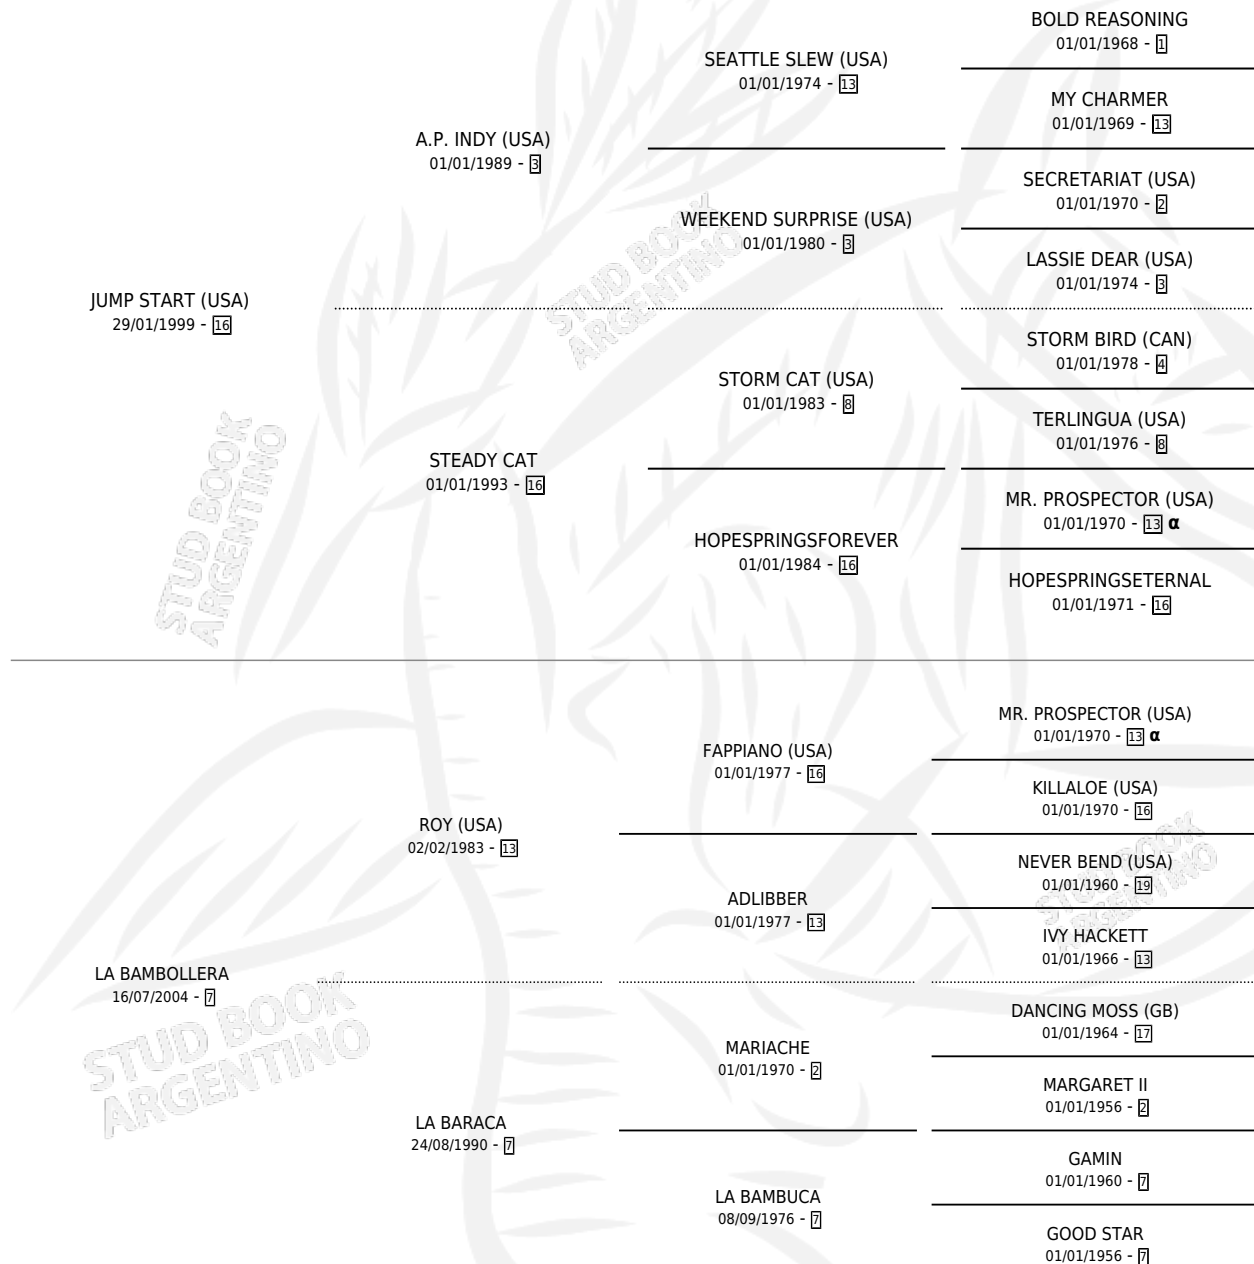 BOLD REASONING
01/01/1968 - 1
SEATTLE SLEW (USA)
01/01/1974 - 13
MY CHARMER
01/01/1969 - 13
A.P. INDY (USA)
01/01/1989 - 3
SECRETARIAT (USA)
01/01/1970 - 2
WEEKEND SURPRISE (USA)
01/01/1980 - 3
LASSIE DEAR (USA)
01/01/1974 - 3
JUMP START (USA)
29/01/1999 - 16
STORM BIRD (CAN)
01/01/1978 - 4
STORM CAT (USA)
01/01/1983 - 8
TERLINGUA (USA)
01/01/1976 - 8
STEADY CAT
01/01/1993 - 16
MR. PROSPECTOR (USA)
01/01/1970 - 13 α
HOPESPRINGSFOREVER
01/01/1984 - 16
HOPESPRINGSETERNAL
01/01/1971 - 16
MR. PROSPECTOR (USA)
01/01/1970 - 13 α
FAPPIANO (USA)
01/01/1977 - 16
KILLALOE (USA)
01/01/1970 - 16
ROY (USA)
02/02/1983 - 13
NEVER BEND (USA)
01/01/1960 - 19
ADLIBBER
01/01/1977 - 13
IVY HACKETT
01/01/1966 - 13
LA BAMBOLLERA
16/07/2004 - 7
DANCING MOSS (GB)
01/01/1964 - 17
MARIACHE
01/01/1970 - 2
MARGARET II
01/01/1956 - 2
LA BARACA
24/08/1990 - 7
GAMIN
01/01/1960 - 7
LA BAMBUCA
08/09/1976 - 7
GOOD STAR
01/01/1956 - 7
STUD BOOK
ARGENTINO
STUD BOOK
ARGENTINO
STUD BOOK
ARGENTINO
STUD BOOK
ARGENTINO